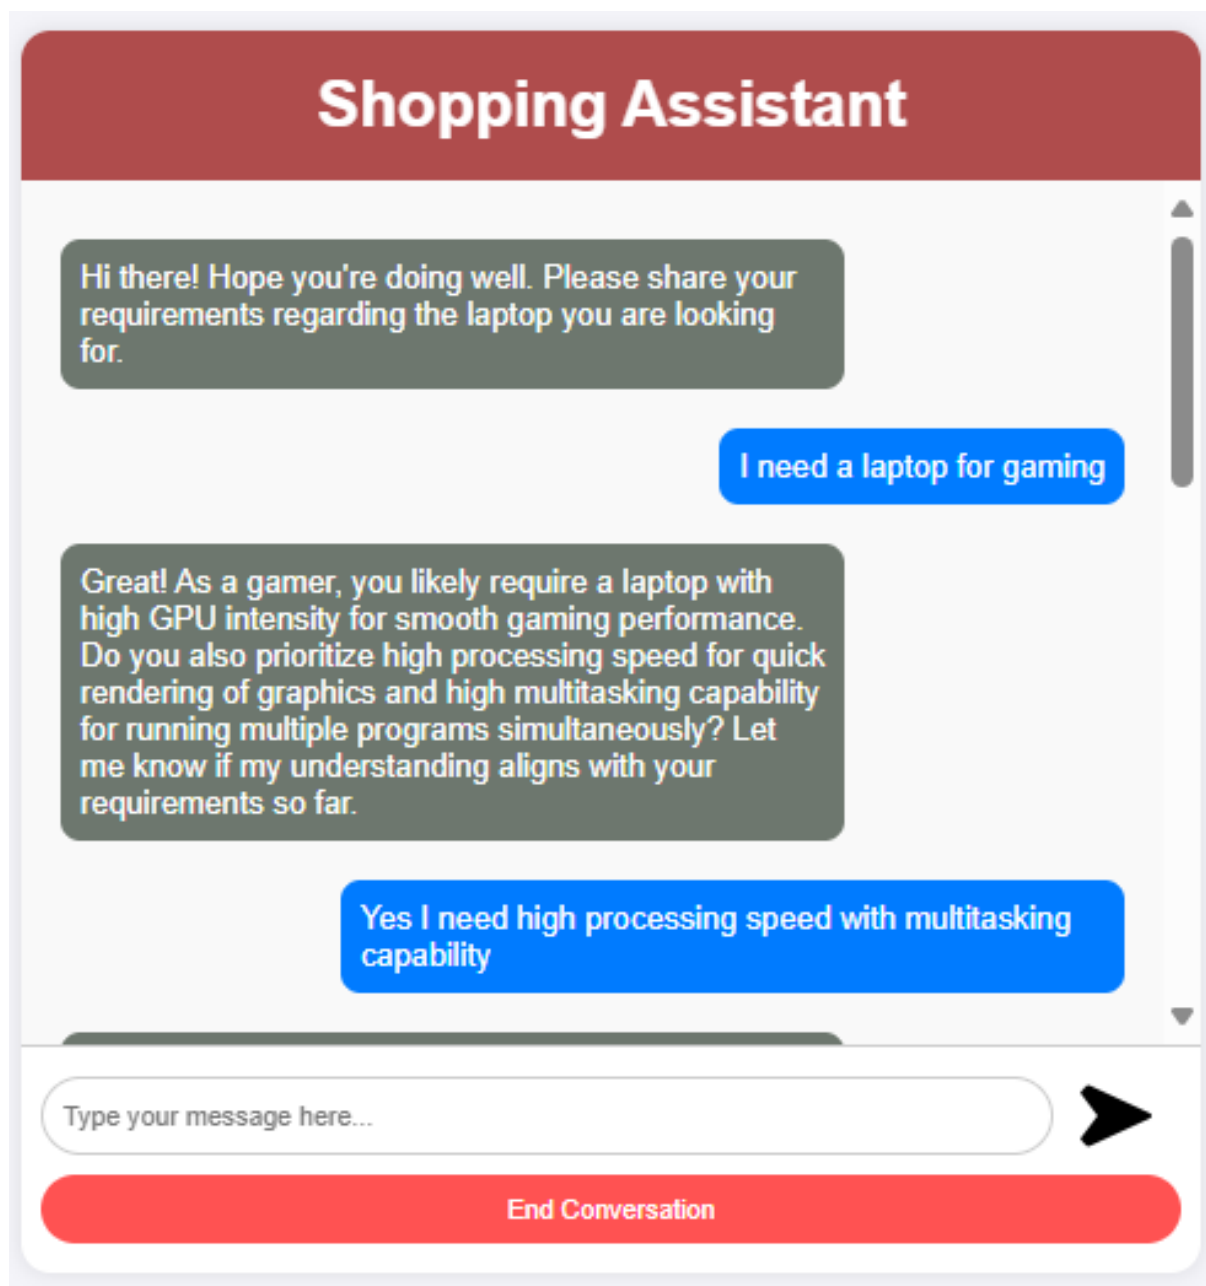 Shopping Assistant
Hi there! Hope you're doing well. Please share your
requirements regarding the laptop you are looking
for.
I need a laptop for gaming
Great! As a gamer, you likely require a laptop with
high GPU intensity for smooth gaming performance.
Do you also prioritize high processing speed for quick
rendering of graphics and high multitasking capability
for running multiple programs simultaneously? Let
me know if my understanding aligns with your
requirements so far.
Yes I need high processing speed with multitasking
capability
Type your message here...
End Conversation